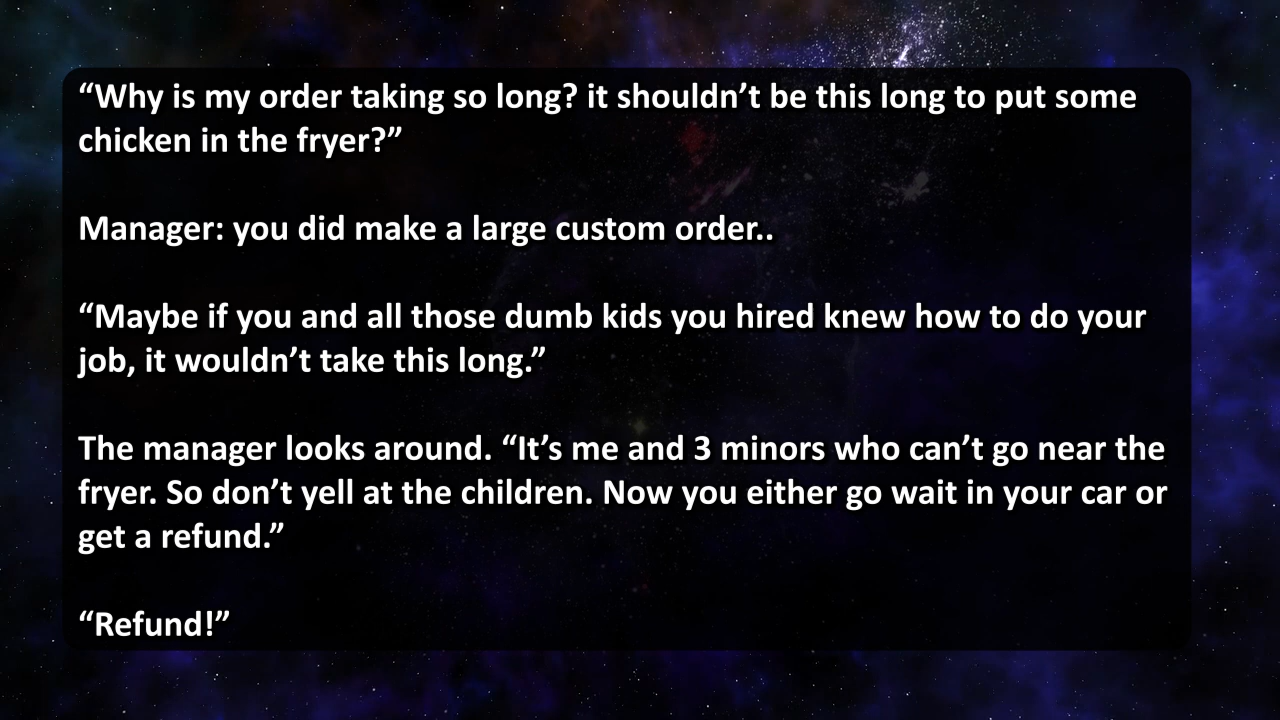 “Why is my order taking so long? it shouldn’t be this long to put some
chicken in the fryer?”
Manager: you did make a large custom order..
“Maybe if you and all those dumb kids you hired knew how to do your
job, it wouldn’t take this long.”
The manager looks around. “It’s me and 3 minors who can’t go near the
fryer. So don’t yell at the children. Now you either go wait in your car or
get a refund.”
“Refund!”